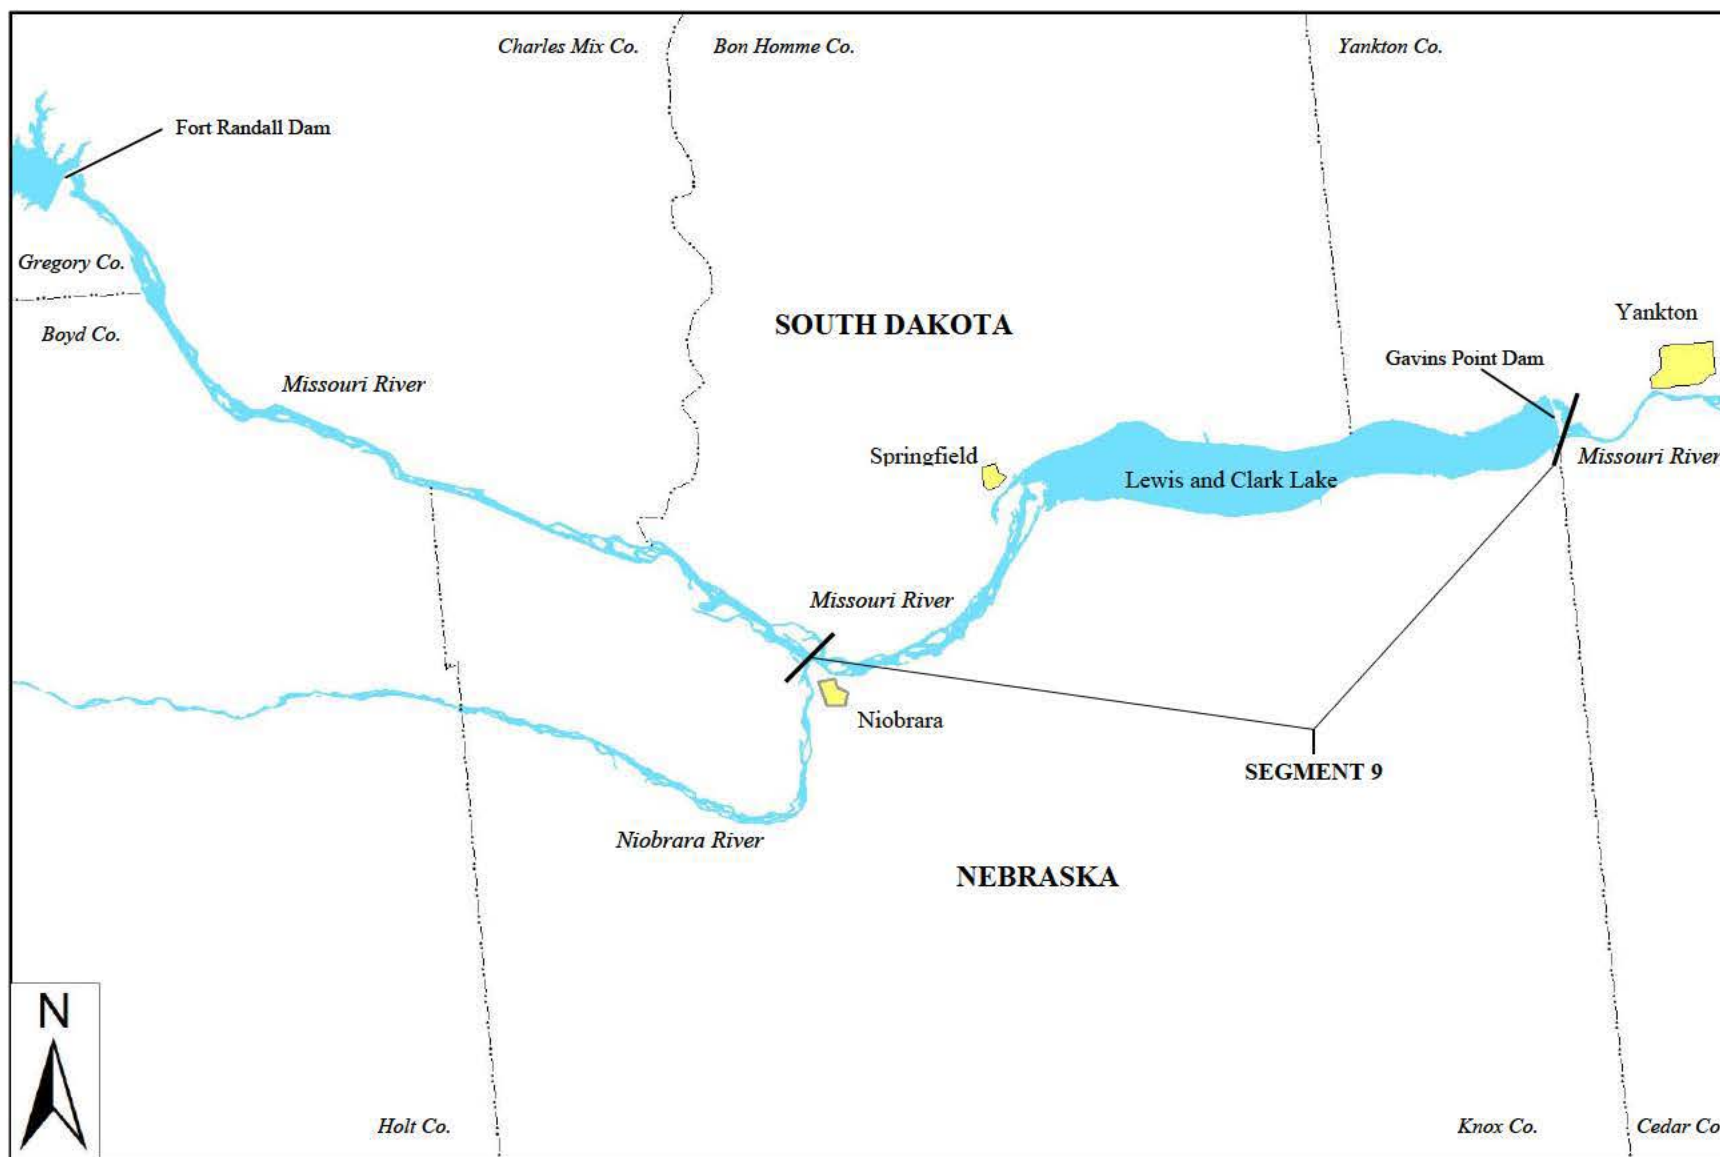 Charles Mix Co.
Bon Homme Co.
Yankton Co.
Fort Randall Dam
Gregory Co.
Boyd Co.
SOUTH DAKOTA
Yankton
Gavins Point Dam
Missouri River
Springfield
Missouri River
Lewis and Clark Lake
Missouri River
Niobrara
SEGMENT 9
Niobrara River
NEBRASKA
N
Holt Co.
Knox Co.
Cedar Co